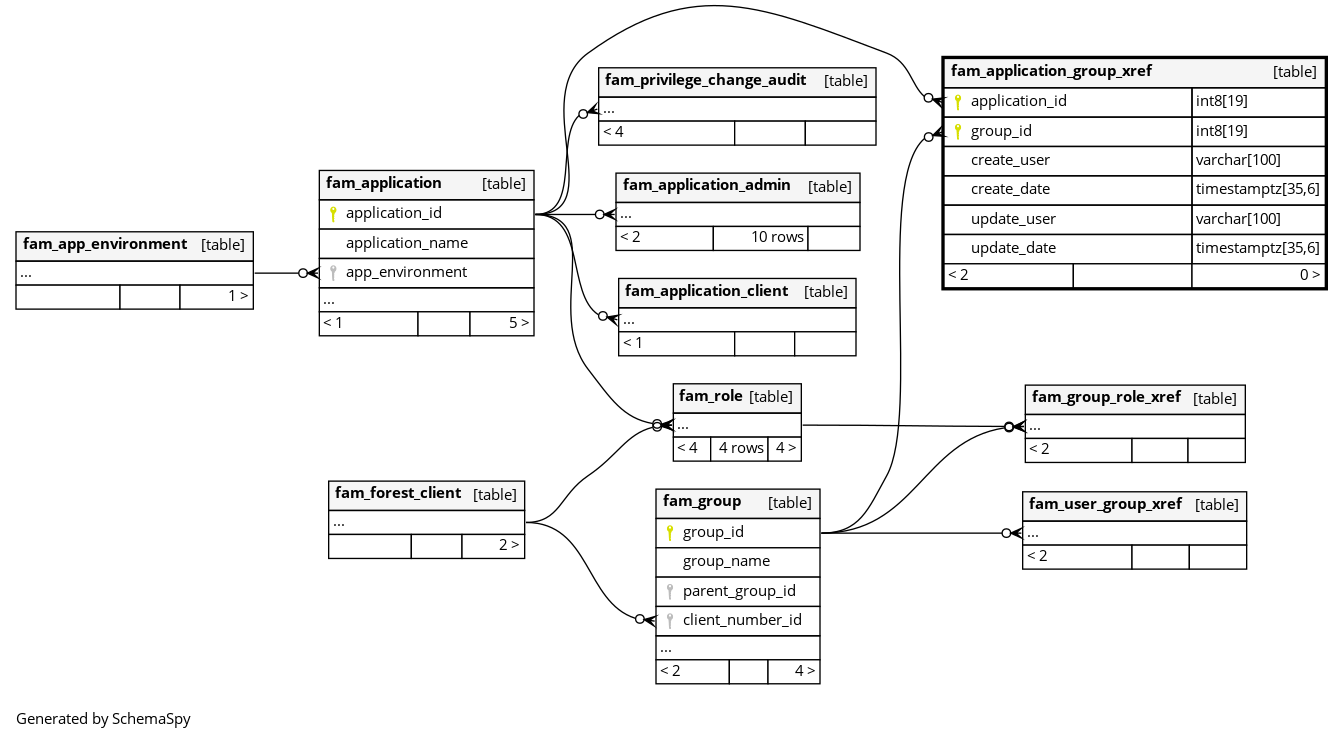 fam_app_environment [table]
...
1 >
fam_application [table]
application_id
application_name
app_environment
...
< 1 5 >
fam_forest_client [table]
...
2 >
fam_privilege_change_audit [table]
...
< 4
fam_application_admin [table]
...
< 2 10 rows
fam_application_client [table]
...
< 1
fam_role [table]
...
< 4 4 rows 4 >
fam_group [table]
group_id
group_name
parent_group_id
client_number_id
...
< 2 4 >
fam_application_group_xref [table]
application_id int8[19]
group_id int8[19]
create_user varchar[100]
create_date timestamptz[35,6]
update_user varchar[100]
update_date timestamptz[35,6]
< 2 0 >
fam_group_role_xref [table]
...
< 2
fam_user_group_xref [table]
...
< 2
Generated by SchemaSpy